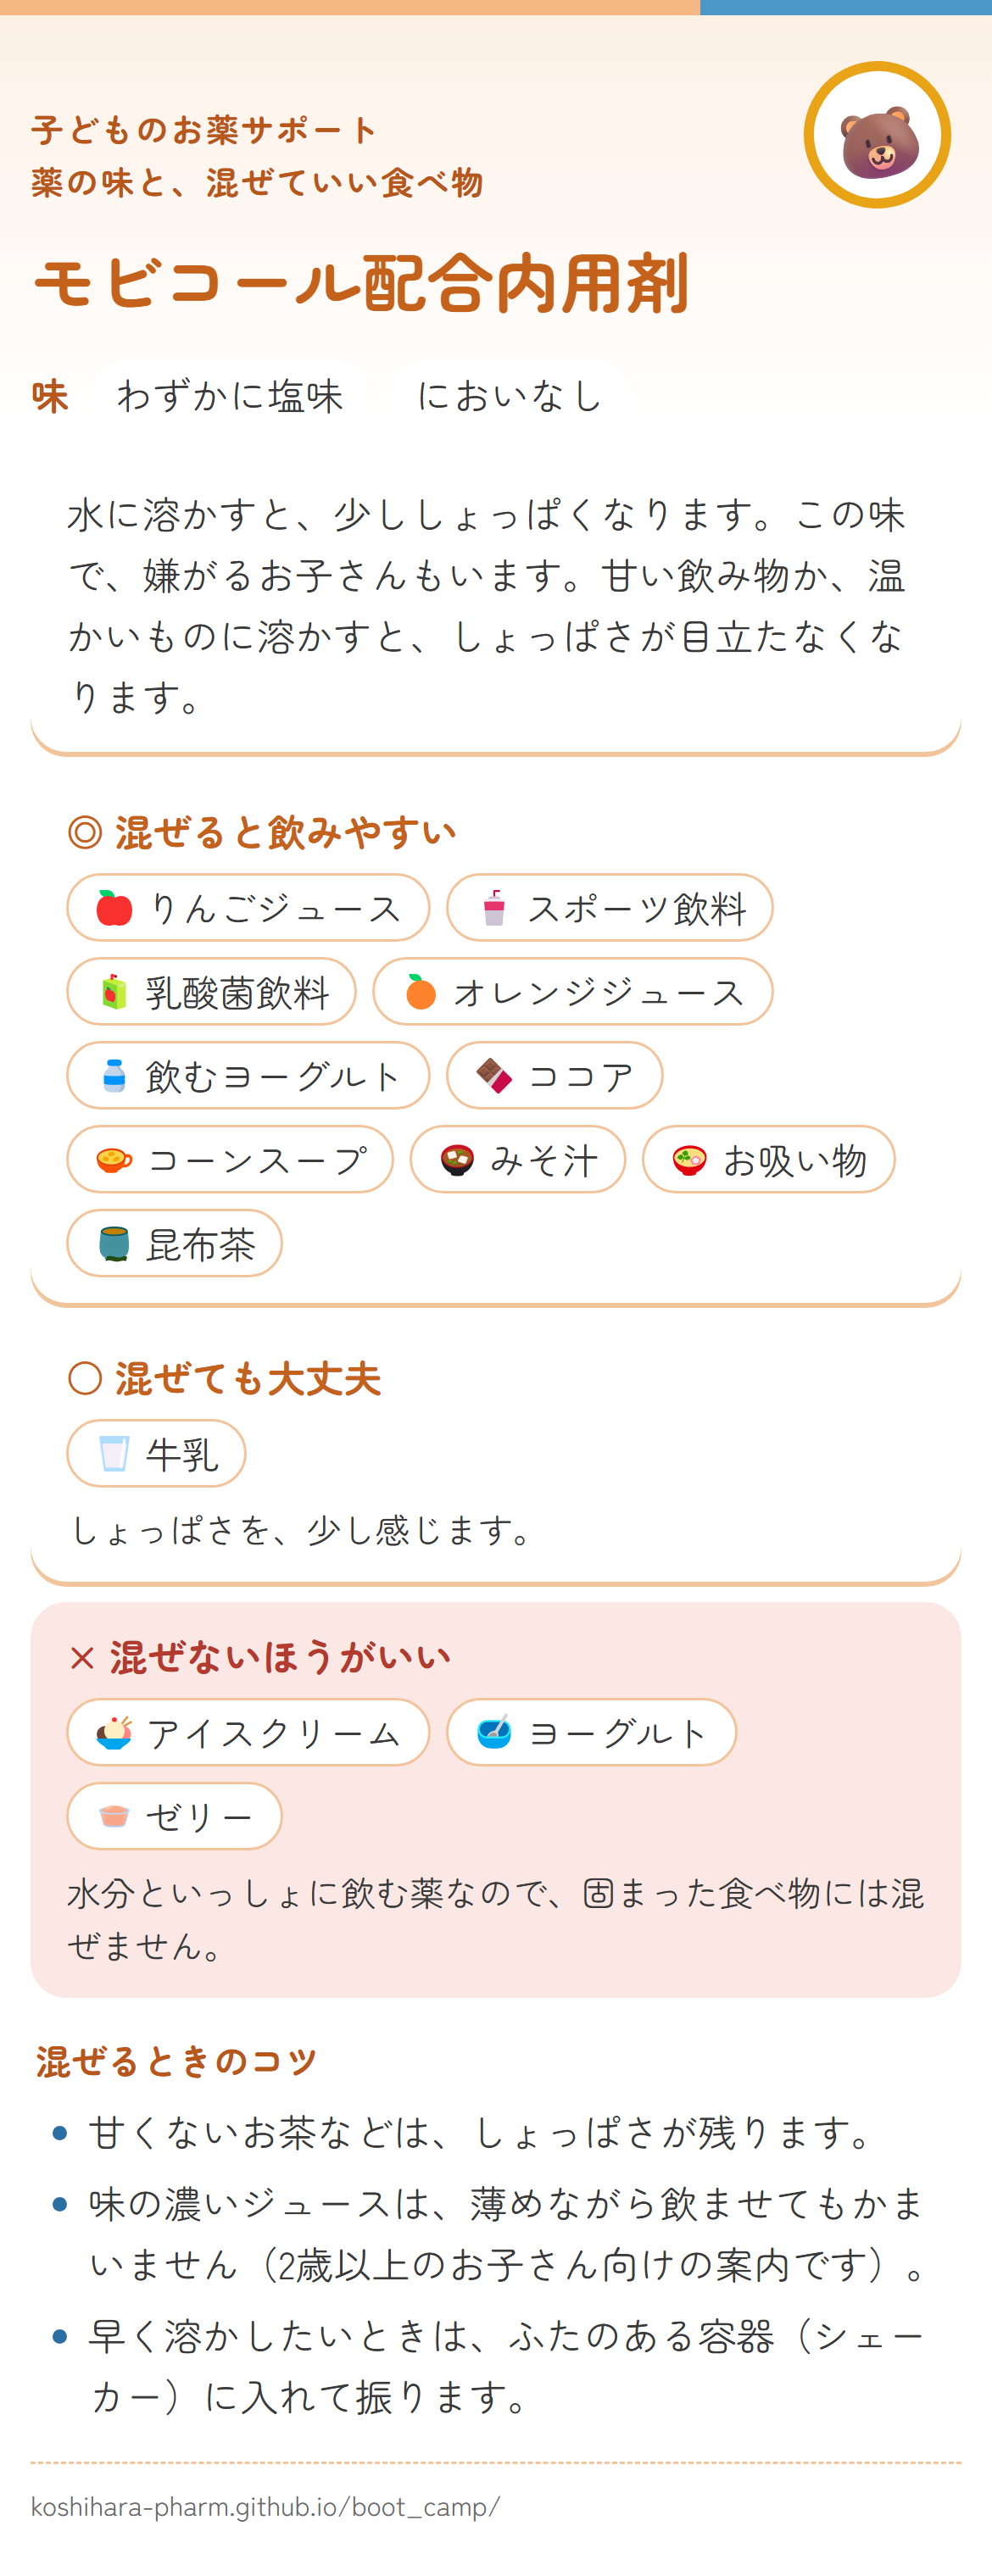 子どものお薬サポート
薬の味と、混ぜていい食べ物
モビコール配合内用剤
味 わずかに塩味 においなし
水に溶かすと、少ししょっぱくなります。この味
で、嫌がるお子さんもいます。甘い飲み物か、温
かいものに溶かすと、しょっぱさが目立たなくな
ります。
◎ 混ぜると飲みやすい
りんごジュース スポーツ飲料
乳酸菌飲料 オレンジジュース
飲むヨーグルト ココア
コーンスープ みそ汁 お吸い物
昆布茶
○ 混ぜても大丈夫
牛乳
しょっぱさを、少し感じます。
× 混ぜないほうがいい
アイスクリーム ヨーグルト
ゼリー
水分といっしょに飲む薬なので、固まった食べ物には混
ぜません。
混ぜるときのコツ
• 甘くないお茶などは、しょっぱさが残ります。
• 味の濃いジュースは、薄めながら飲ませてもかま
いません（2歳以上のお子さん向けの案内です）。
• 早く溶かしたいときは、ふたのある容器（シェー
カー）に入れて振ります。
koshihara-pharm.github.io/boot_camp/